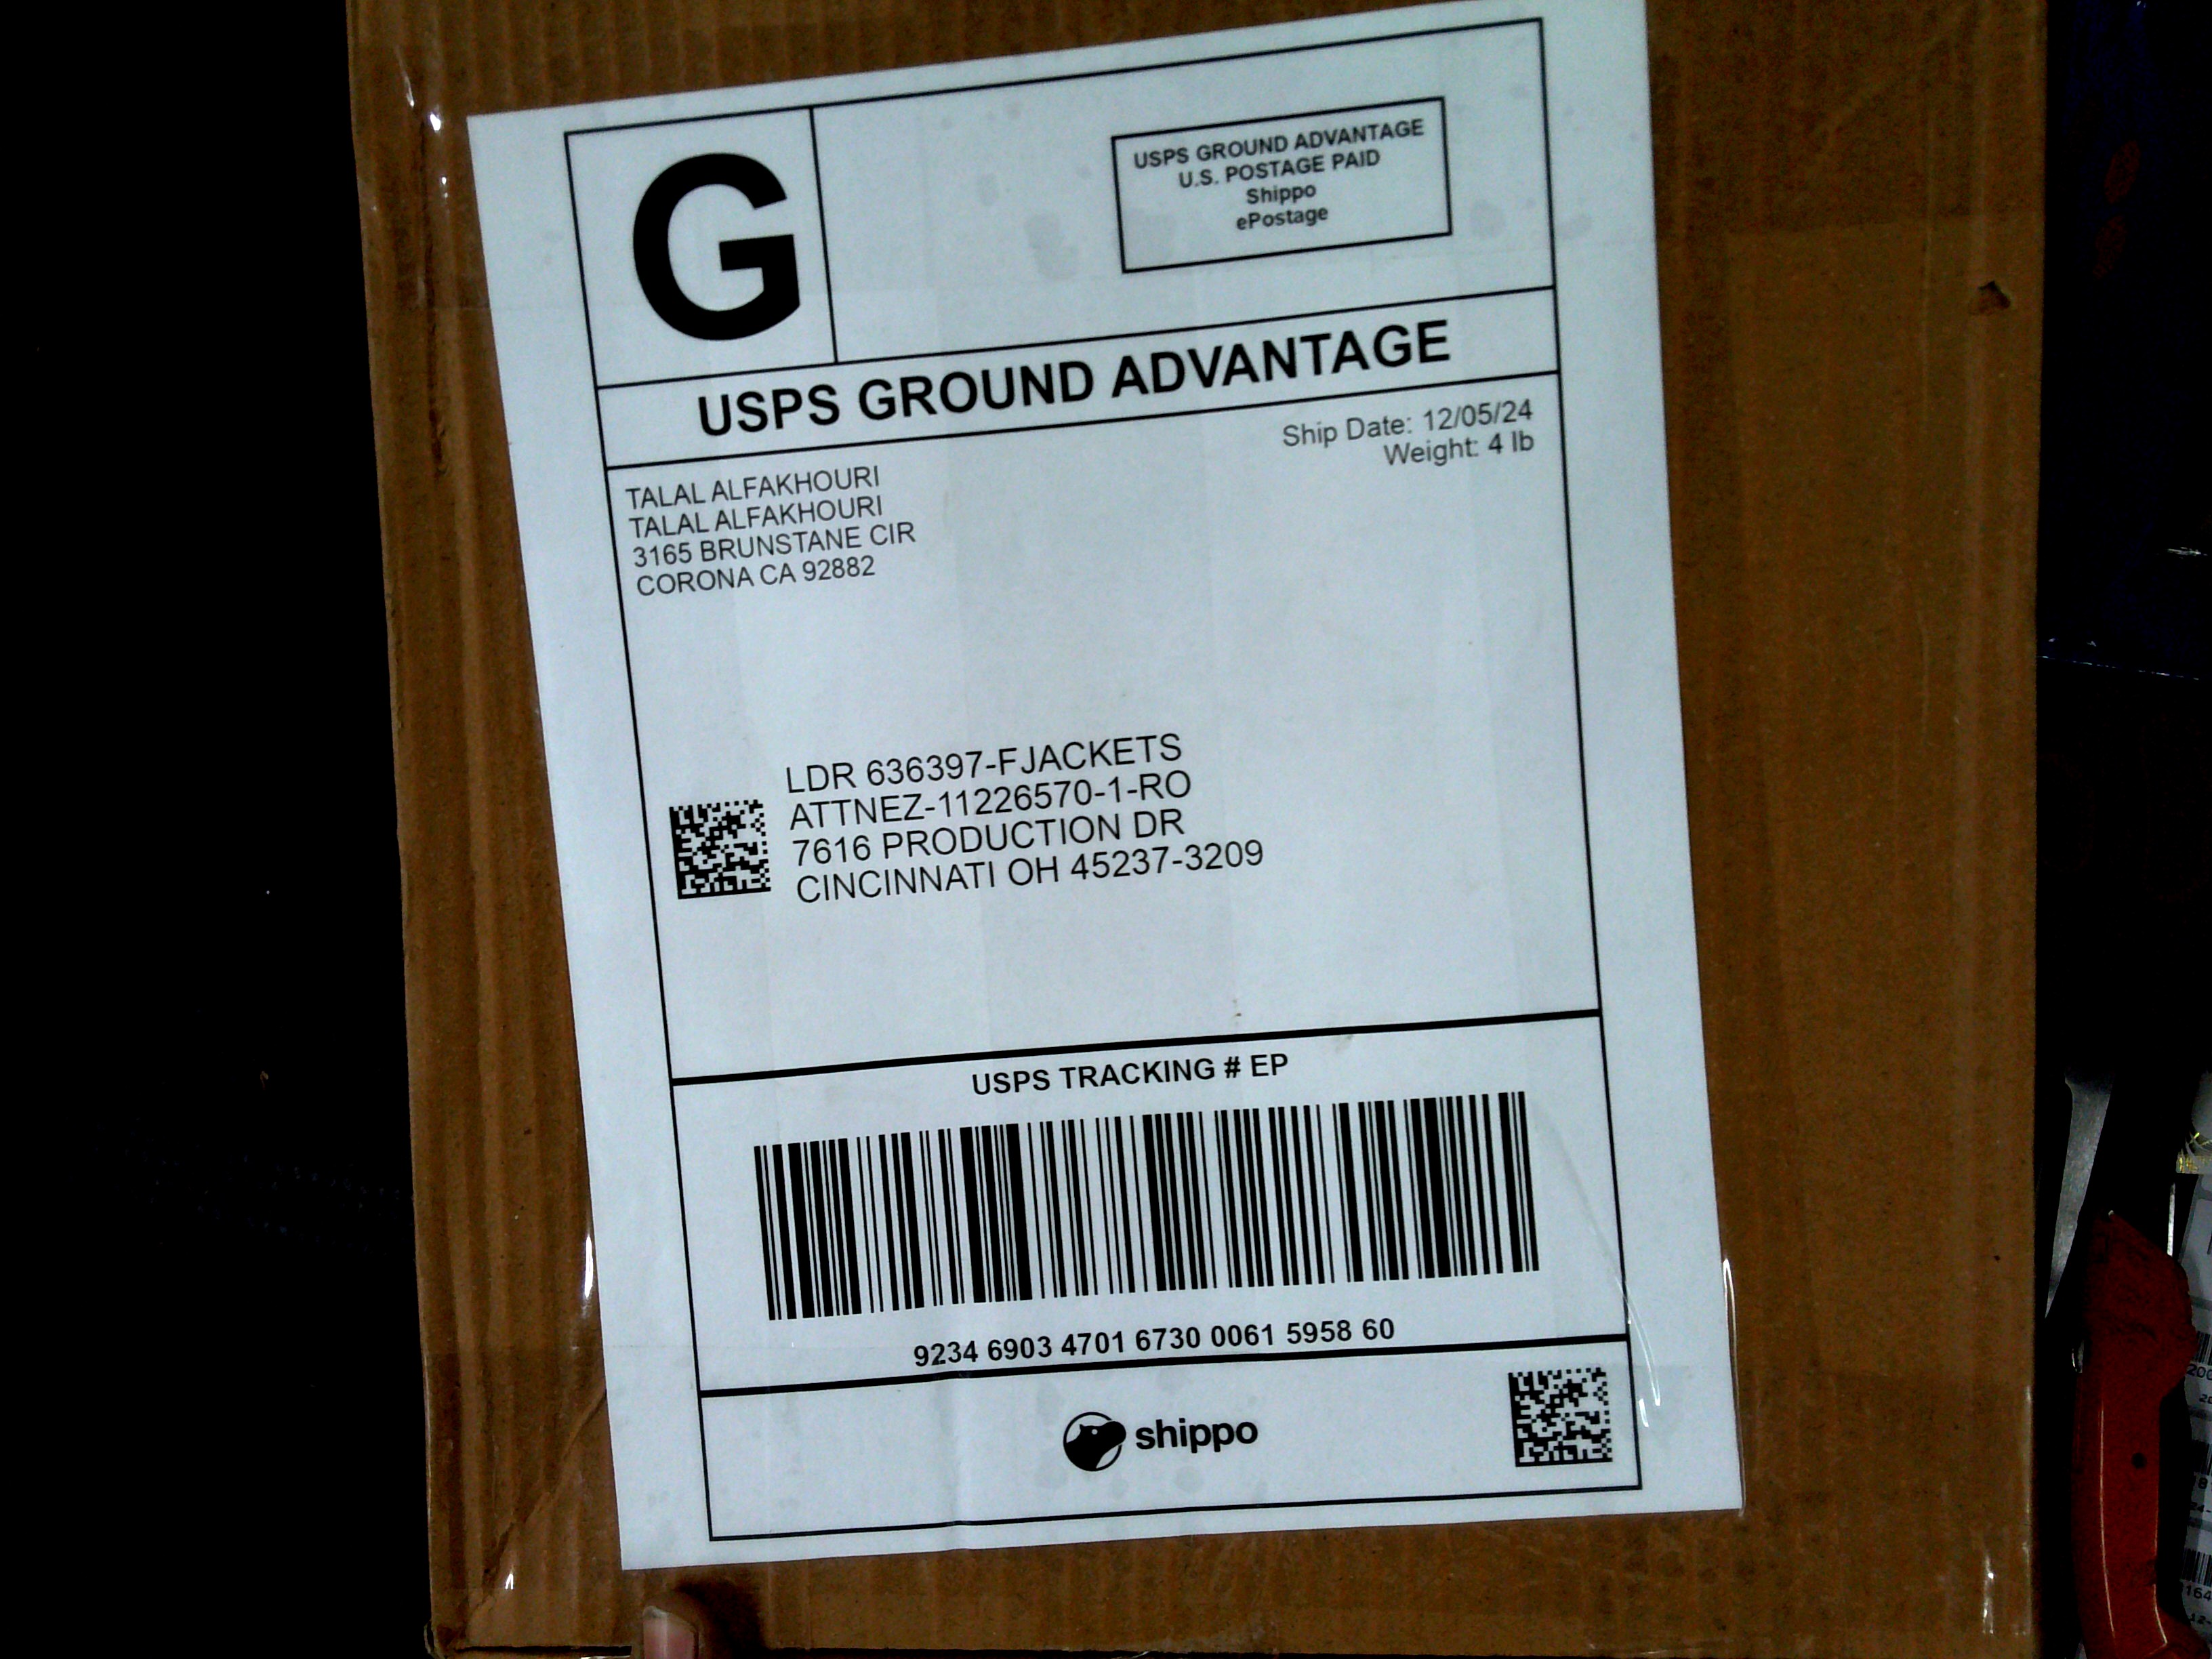 G
USPS GROUND ADVANTAGE
U.S. POSTAGE PAID
Shippo
ePostage
USPS GROUND ADVANTAGE
Ship Date: 12/05/24
Weight: 4 lb
TALAL ALFAKHOURI
TALAL ALFAKHOURI
3165 BRUNSTANE CIR
CORONA CA 92882
LDR 636397-FJACKETS
ATTNEZ-11226570-1-RO
7616 PRODUCTION DR
CINCINNATI OH 45237-3209
USPS TRACKING # EP
9234 6903 4701 6730 0061 5958 60
shippo